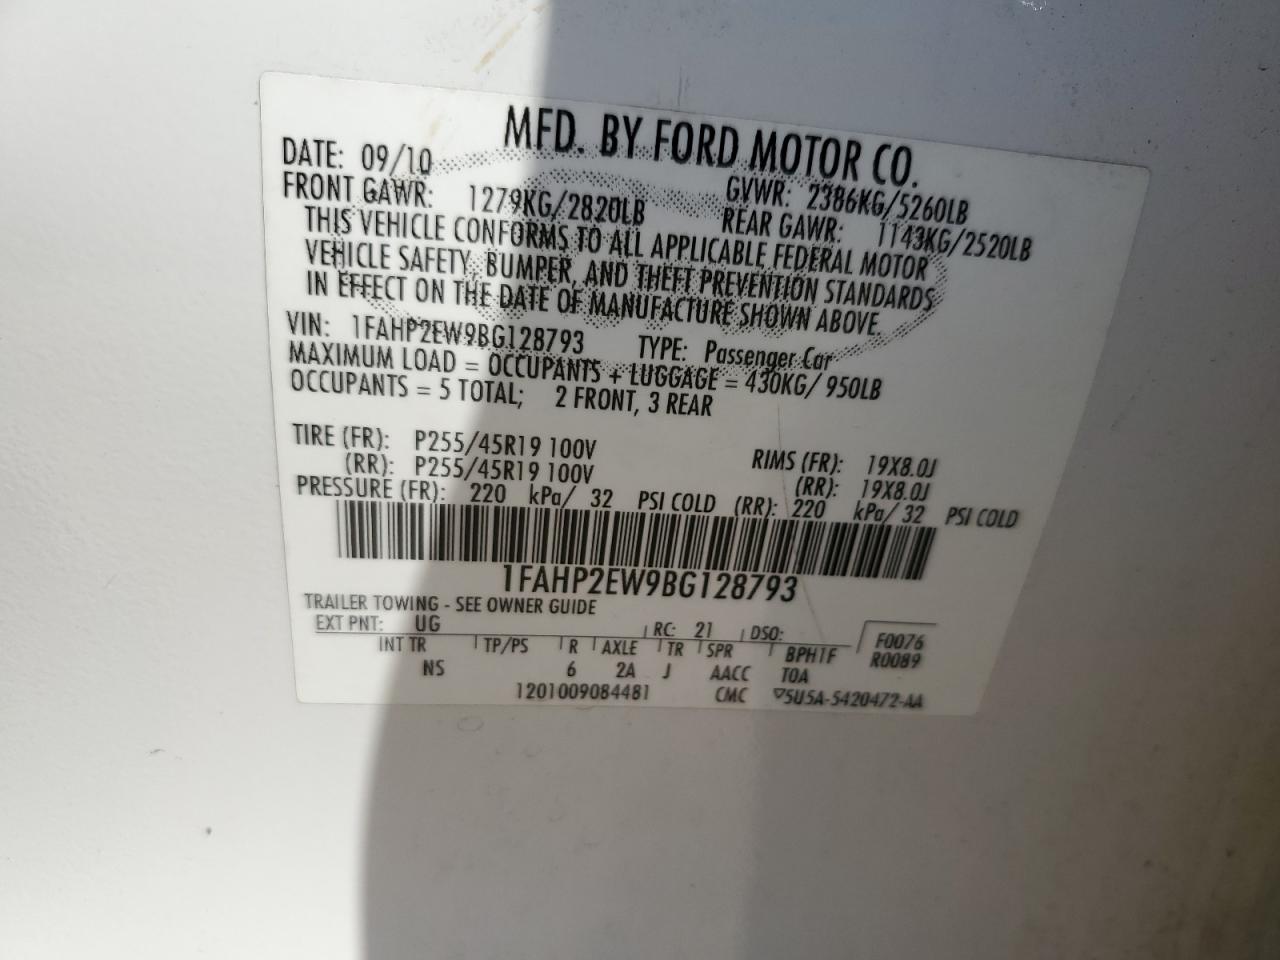 MFD. BY FORD MOTOR CO.
DATE: 09/10 GVWR: 2386KG/5260LB
FRONT GAWR: 1279KG/2820LB REAR GAWR: 1143KG/2520LB
THIS VEHICLE CONFORMS TO ALL APPLICABLE FEDERAL MOTOR
VEHICLE SAFETY, BUMPER, AND THEFT PREVENTION STANDARDS
IN EFFECT ON THE DATE OF MANUFACTURE SHOWN ABOVE.
VIN: 1FAHP2EW9BG128793 TYPE: Passenger Car
MAXIMUM LOAD = OCCUPANTS + LUGGAGE = 430KG/ 950LB
OCCUPANTS = 5 TOTAL; 2 FRONT, 3 REAR
TIRE (FR): P255/45R19 100V RIMS (FR): 19X8.0J
(RR): P255/45R19 100V (RR): 19X8.0J
PRESSURE (FR): 220 kPa/ 32 PSI COLD (RR): 220 kPa/ 32 PSI COLD
1FAHP2EW9BG128793
TRAILER TOWING - SEE OWNER GUIDE
EXT PNT: UG RC: 21 DSO: F0076
INT TR TP/PS R AXLE TR SPR BPH1F R0089
NS 6 2A J AACC T0A
1201009084481 CMC ▽5U5A-5420472-AA